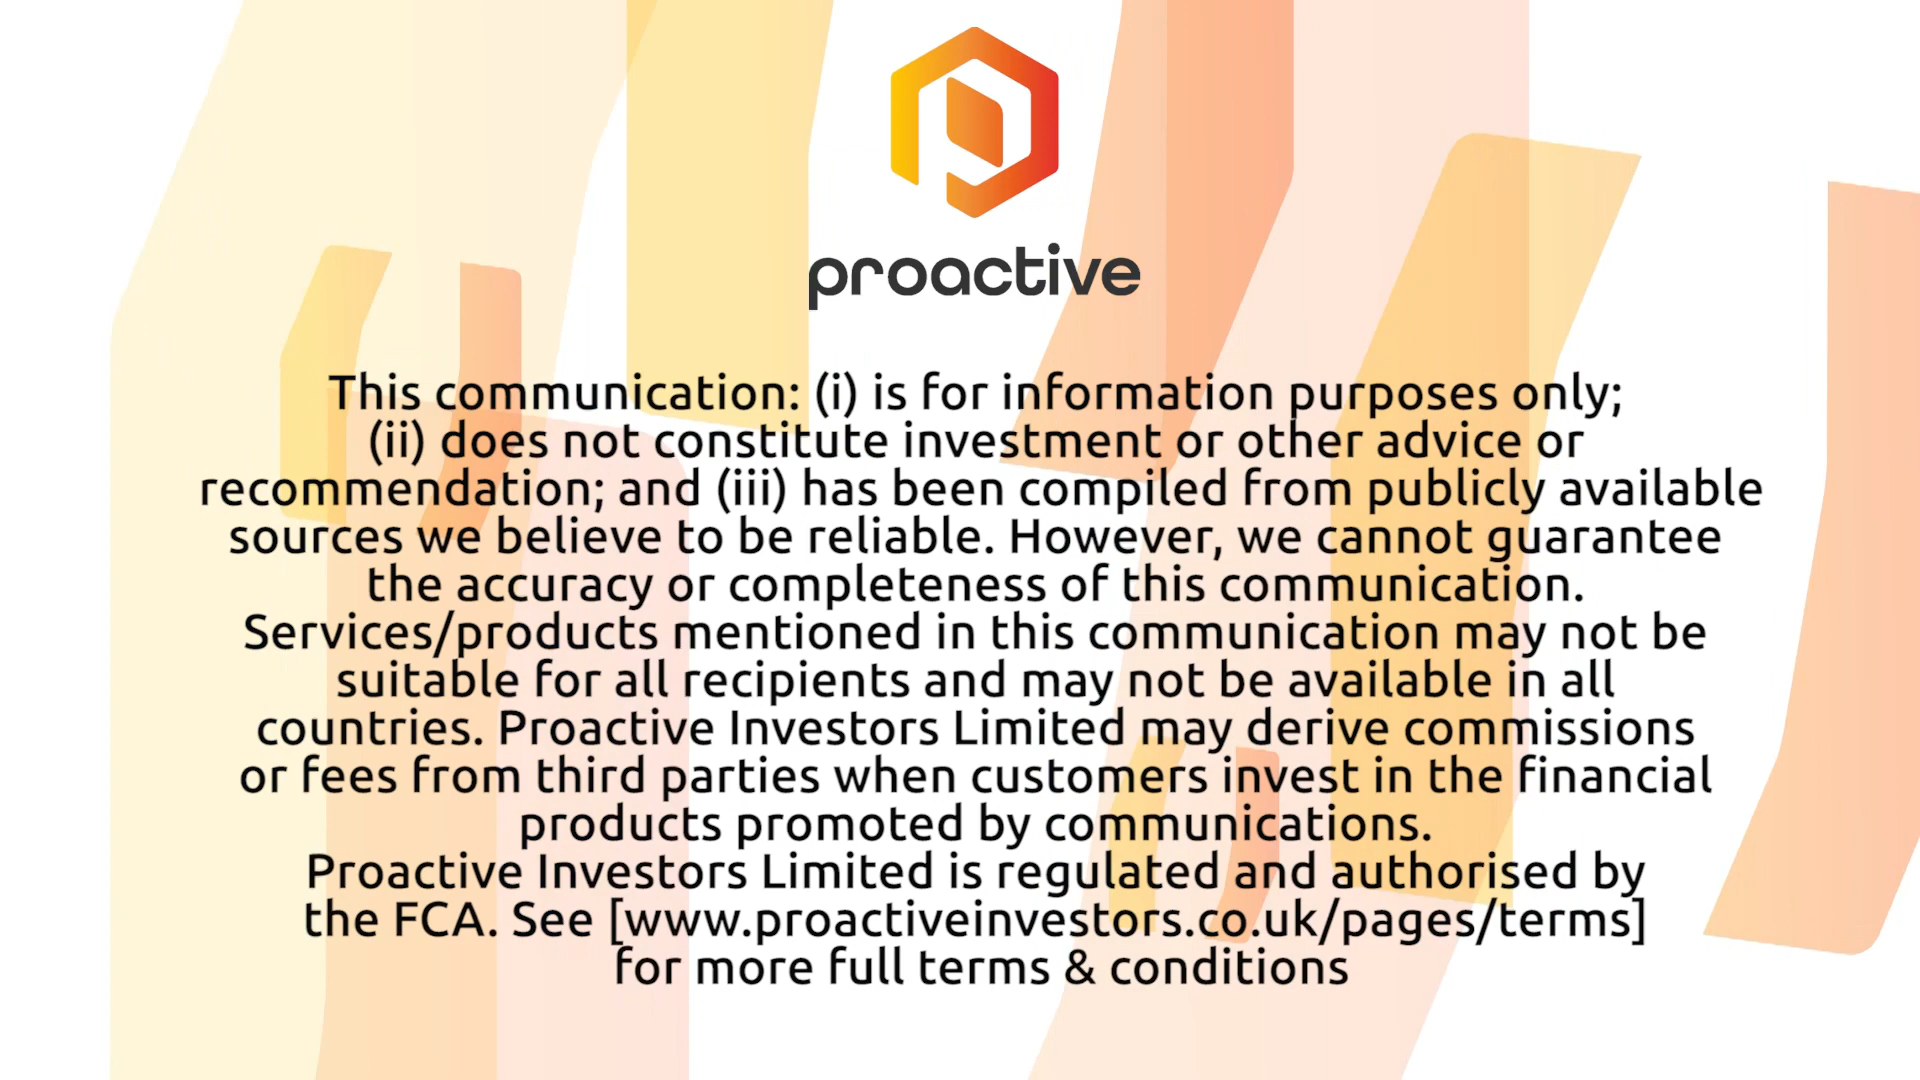 proactive
This communication: (i) is for information purposes only;
(ii) does not constitute investment or other advice or
recommendation; and (iii) has been compiled from publicly available
sources we believe to be reliable. However, we cannot guarantee
the accuracy or completeness of this communication.
Services/products mentioned in this communication may not be
suitable for all recipients and may not be available in all
countries. Proactive Investors Limited may derive commissions
or fees from third parties when customers invest in the financial
products promoted by communications.
Proactive Investors Limited is regulated and authorised by
the FCA. See [www.proactiveinvestors.co.uk/pages/terms]
for more full terms & conditions